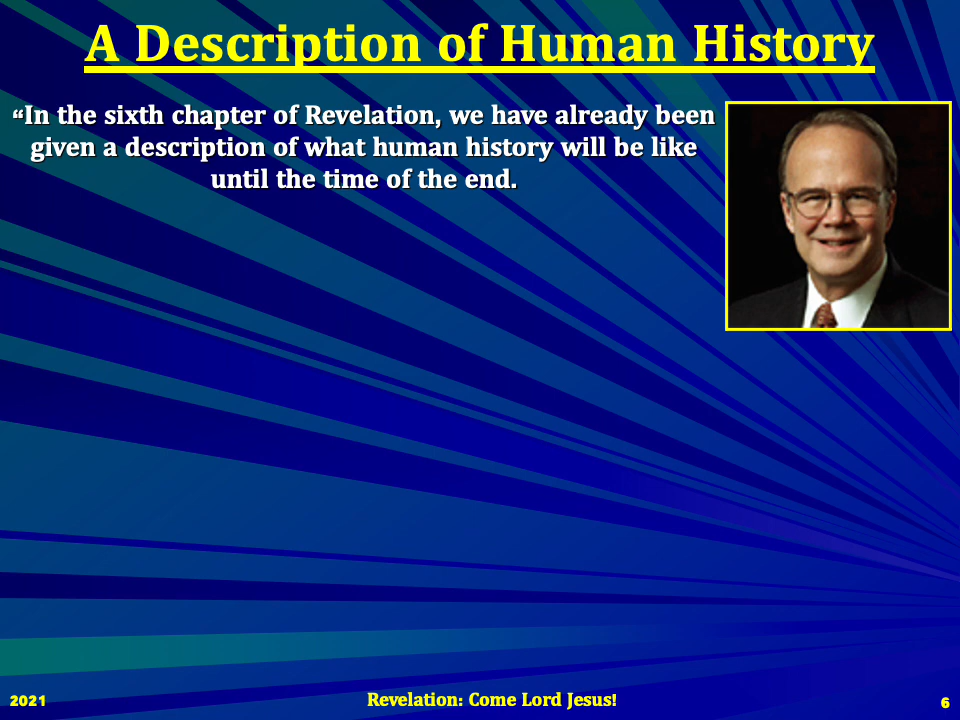 A Description of Human History
“In the sixth chapter of Revelation, we have already been
given a description of what human history will be like
until the time of the end.
2021
Revelation: Come Lord Jesus!
6